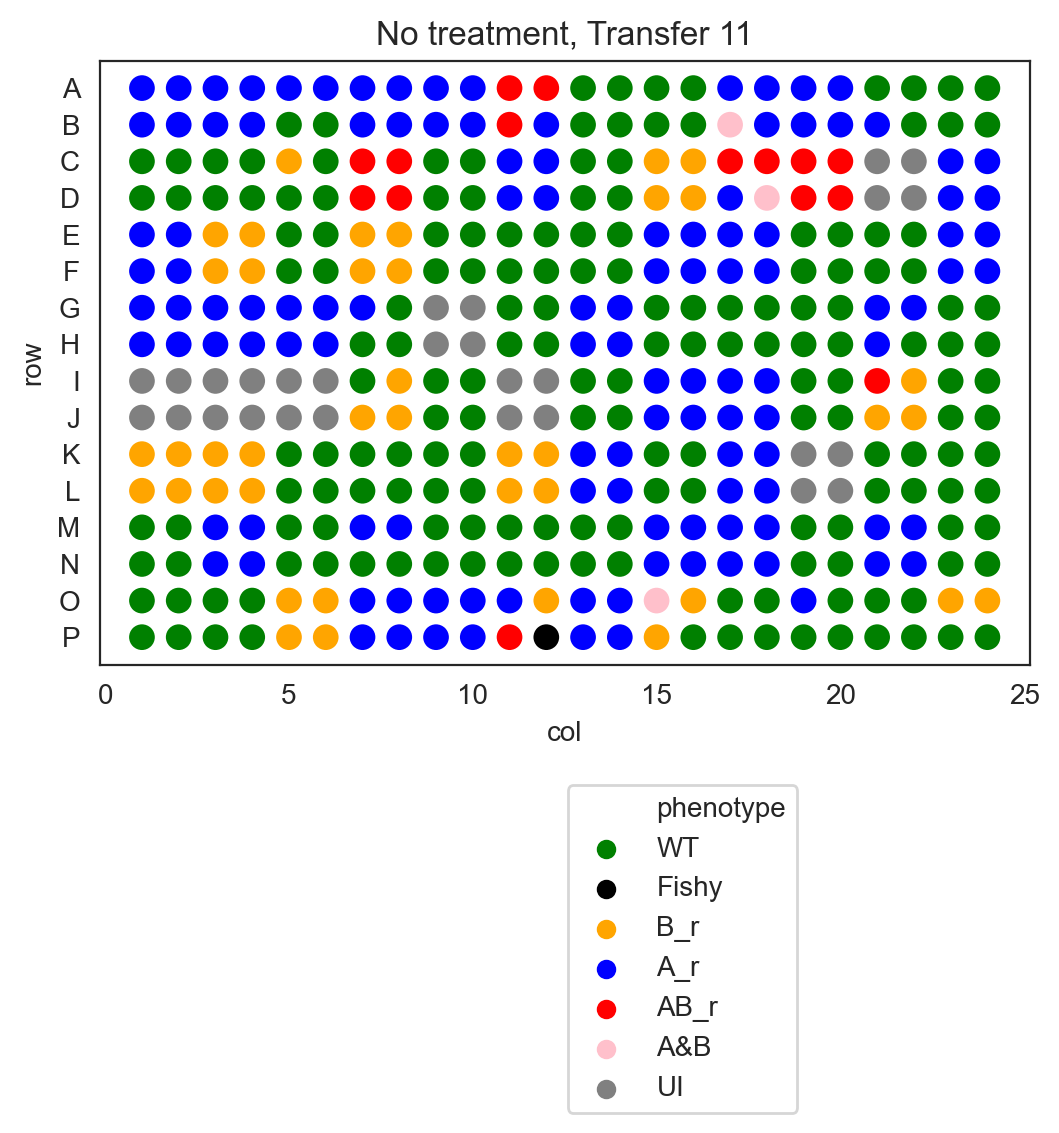 No treatment, Transfer 11
A
B
C
D
E
F
G
H
I
J
K
L
M
N
O
P
row
0 5 10 15 20 25
col
phenotype
WT
Fishy
B_r
A_r
AB_r
A&B
UI